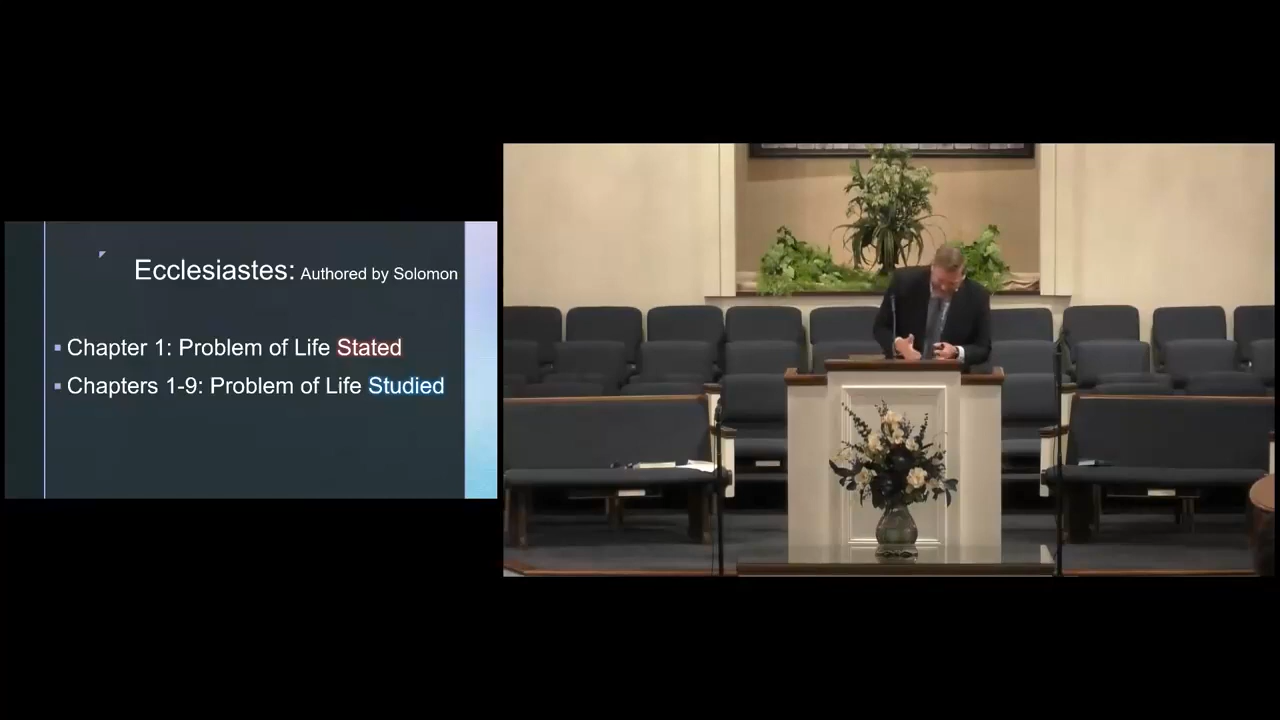 Ecclesiastes: Authored by Solomon
Chapter 1: Problem of Life Stated
Chapters 1-9: Problem of Life Studied